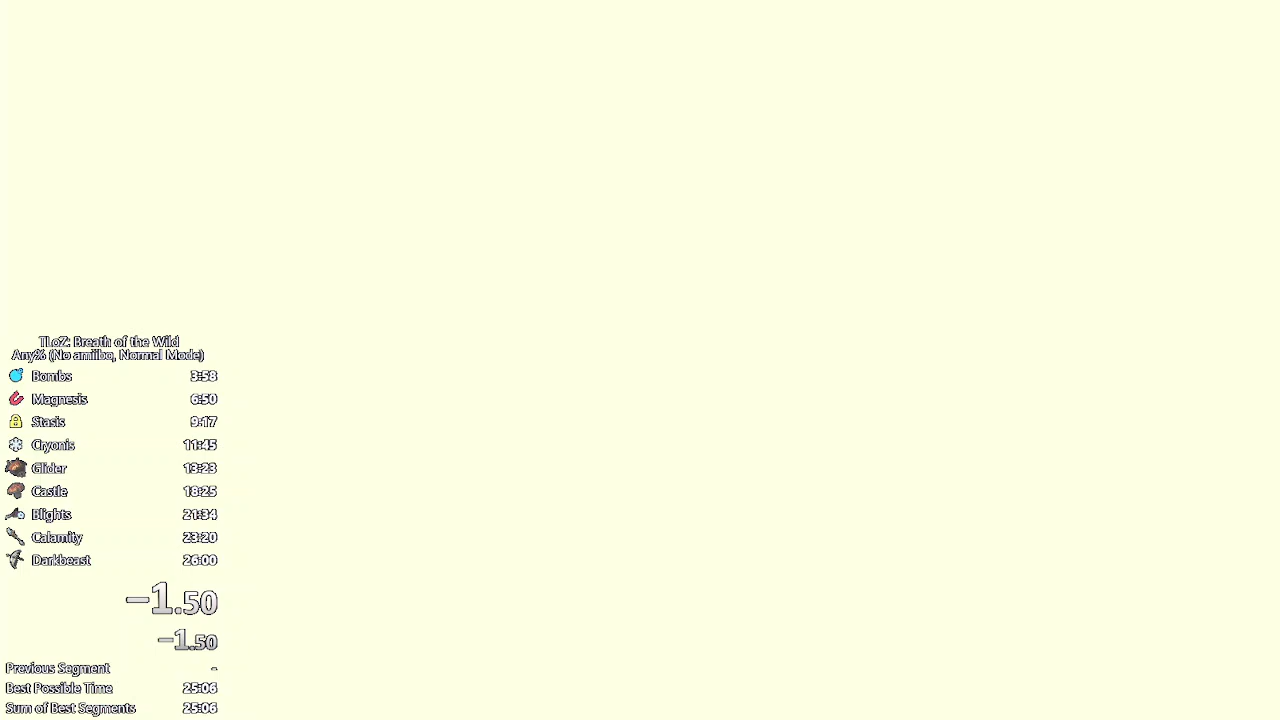 TLoZ: Breath of the Wild
Any% (No amiibo, Normal Mode)
Bombs 3:58
Magnesis 6:50
Stasis 9:17
Cryonis 11:45
Glider 13:23
Castle 18:25
Blights 21:34
Calamity 23:20
Darkbeast 26:00
−1.50
−1.50
Previous Segment -
Best Possible Time 25:06
Sum of Best Segments 25:06